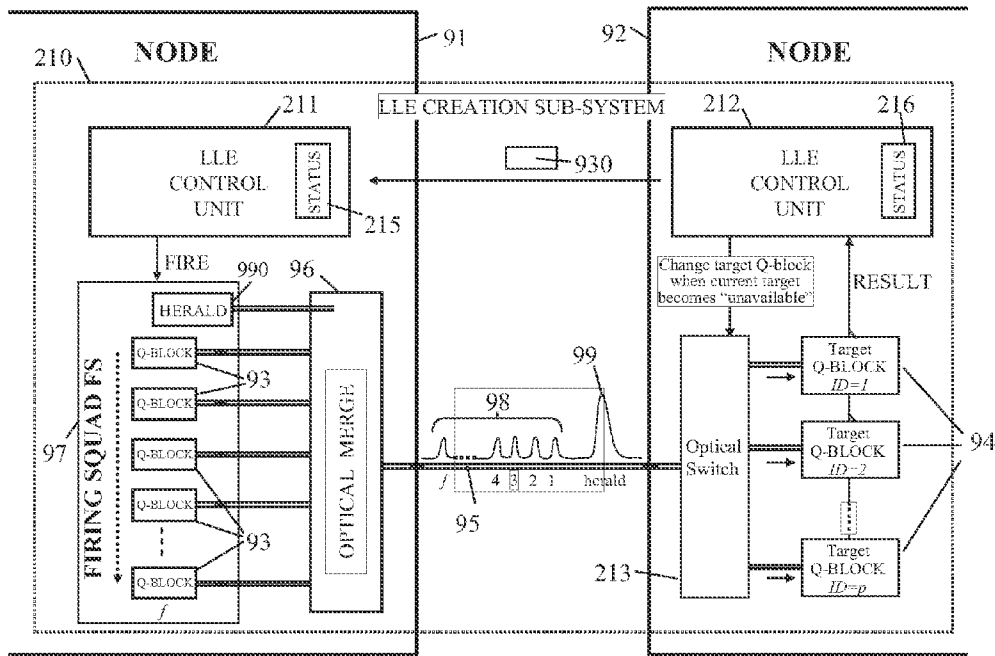 NODE
91
92
NODE
210
LLE CREATION SUB-SYSTEM
211
212
216
LLE
CONTROL
UNIT
STATUS
215
930
LLE
CONTROL
UNIT
STATUS
FIRE
990
96
Change target Q-block
when current target
becomes "unavailable"
RESULT
HERALD
FIRING SQUAD FS
97
Q-BLOCK
93
Q-BLOCK
Q-BLOCK
Q-BLOCK
93
Q-BLOCK
f
OPTICAL MERGE
98
99
f 4 3 2 1 herald
95
Optical
Switch
213
Target
Q-BLOCK
ID=1
Target
Q-BLOCK
ID=2
94
Target
Q-BLOCK
ID=p